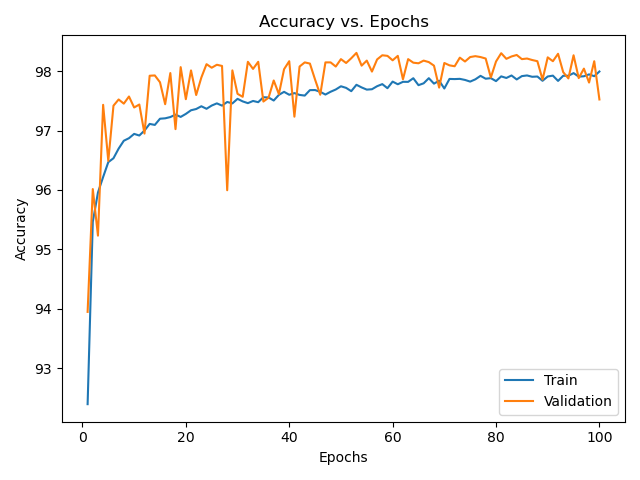 Accuracy vs. Epochs
98
97
96
95
94
93
Accuracy
0 20 40 60 80 100
Epochs
Train
Validation